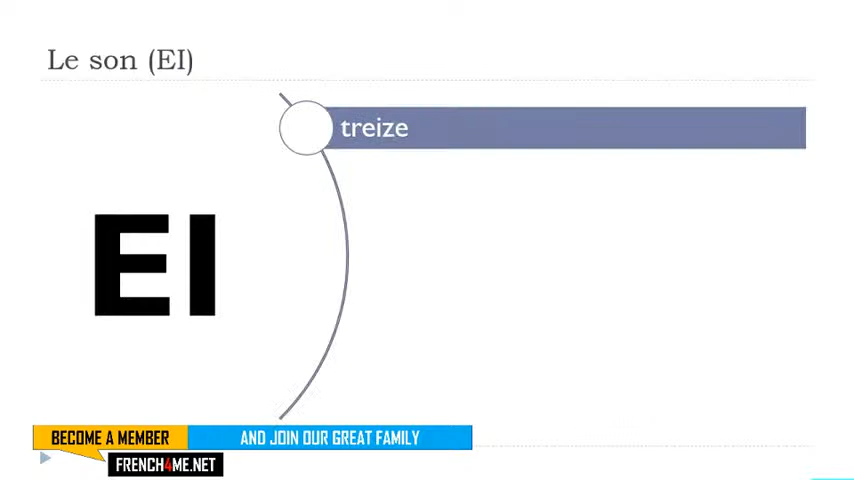 Le son (EI)
treize
EI
BECOME A MEMBER AND JOIN OUR GREAT FAMILY
FRENCH4ME.NET